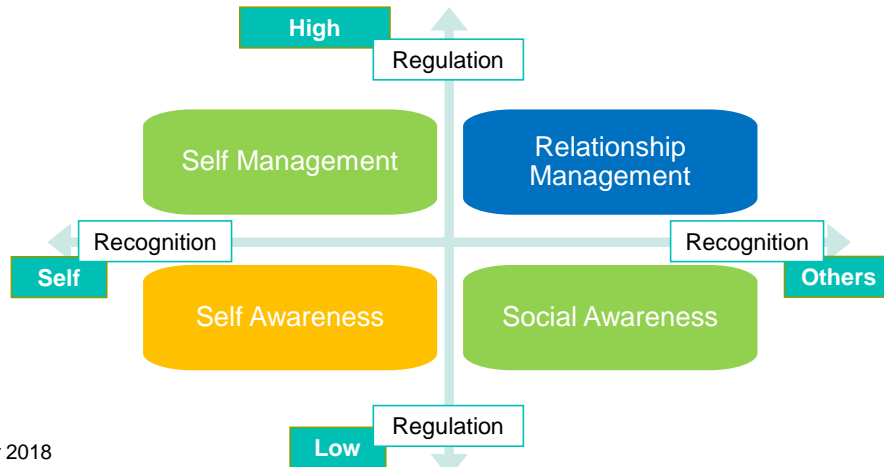 High
Regulation
Self Management
Relationship
Management
Recognition
Recognition
Self
Others
Self Awareness
Social Awareness
Regulation
Low
2018